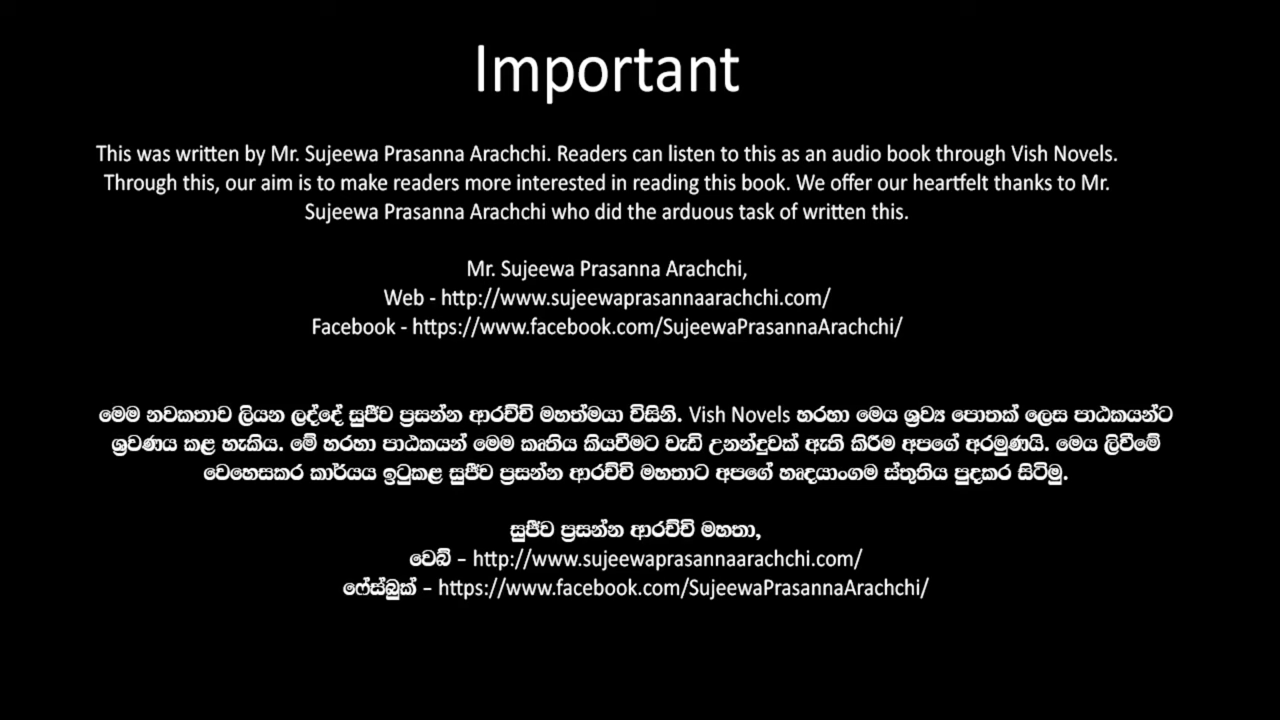 Important
This was written by Mr. Sujeewa Prasanna Arachchi. Readers can listen to this as an audio book through Vish Novels.
Through this, our aim is to make readers more interested in reading this book. We offer our heartfelt thanks to Mr.
Sujeewa Prasanna Arachchi who did the arduous task of written this.
Mr. Sujeewa Prasanna Arachchi,
Web - http://www.sujeewaprasannaarachchi.com/
Facebook - https://www.facebook.com/SujeewaPrasannaArachchi/
මෙම නවකතාව ලියන ලද්දේ සුජීව ප්‍රසන්න ආරච්චි මහත්මයා විසිනි. Vish Novels හරහා මෙය ශ්‍රව්‍ය පොතක් ලෙස පාඨකයන්ට
ශ්‍රවණය කළ හැකිය. මේ හරහා පාඨකයන් මෙම කෘතිය කියවීමට වැඩි උනන්දුවක් ඇති කිරීම අපගේ අරමුණයි. මෙය ලිවීමේ
වෙහෙසකර කාර්යය ඉටුකළ සුජීව ප්‍රසන්න ආරච්චි මහතාට අපගේ හෘදයාංගම ස්තුතිය පුදකර සිටිමු.
සුජීව ප්‍රසන්න ආරච්චි මහතා,
වෙබ් – http://www.sujeewaprasannaarachchi.com/
ෆේස්බුක් – https://www.facebook.com/SujeewaPrasannaArachchi/